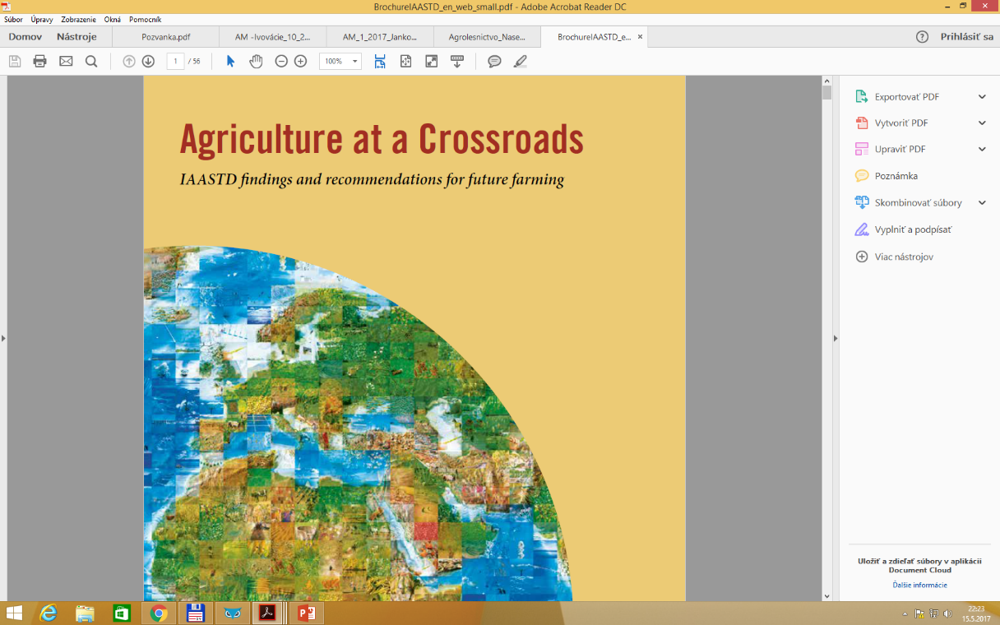 BrochureIAASTD_en_web_small.pdf - Adobe Acrobat Reader DC
Súbor Úpravy Zobrazenie Okná Pomocník
Domov Nástroje Pozvanka.pdf AM -Ivovácie_10_2... AM_1_2017_Janko... Agrolesnictvo_Nase... BrochureIAASTD_e... × Prihlásiť sa
1 / 56 100%
Agriculture at a Crossroads
IAASTD findings and recommendations for future farming
Exportovať PDF
Vytvoriť PDF
Upraviť PDF
Poznámka
Skombinovať súbory
Vyplniť a podpísať
Viac nástrojov
Uložiť a zdieľať súbory v aplikácii
Document Cloud
Ďalšie informácie
22:23
15.5.2017